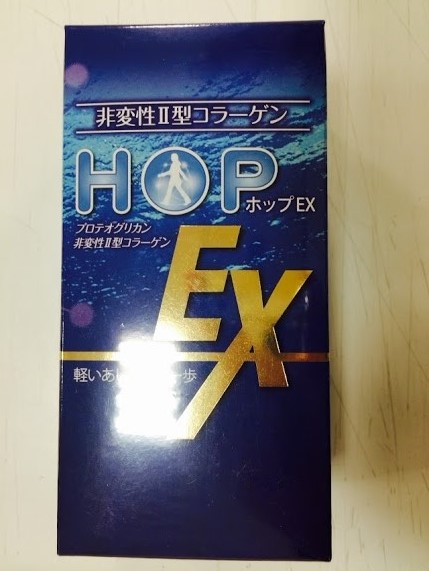 非変性Ⅱ型コラーゲン
HOP
ホップEX
プロテオグリカン
非変性Ⅱ型コラーゲン
EX
軽いあ 一歩